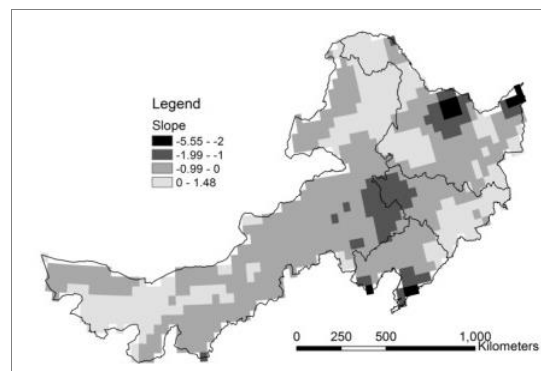 Legend
Slope
-5.55 - -2
-1.99 - -1
-0.99 - 0
0 - 1.48
0 250 500 1,000
Kilometers